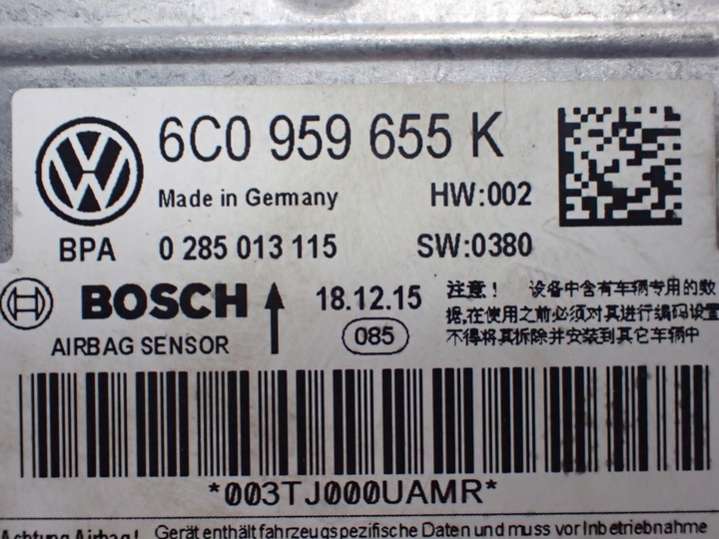 6C0 959 655 K
Made in Germany HW:002
BPA 0 285 013 115 SW:0380
BOSCH 18.12.15
085
AIRBAG SENSOR
注意！ 设备中含有车辆专用的数
据,在使用之前必须对其进行编码设置
不得将其拆除并安装到其它车辆中
*003TJ000UAMR*
Achtung Airbag! Gerät enthält fahrzeugspezifische Daten und muss vor Inbetriebnahme